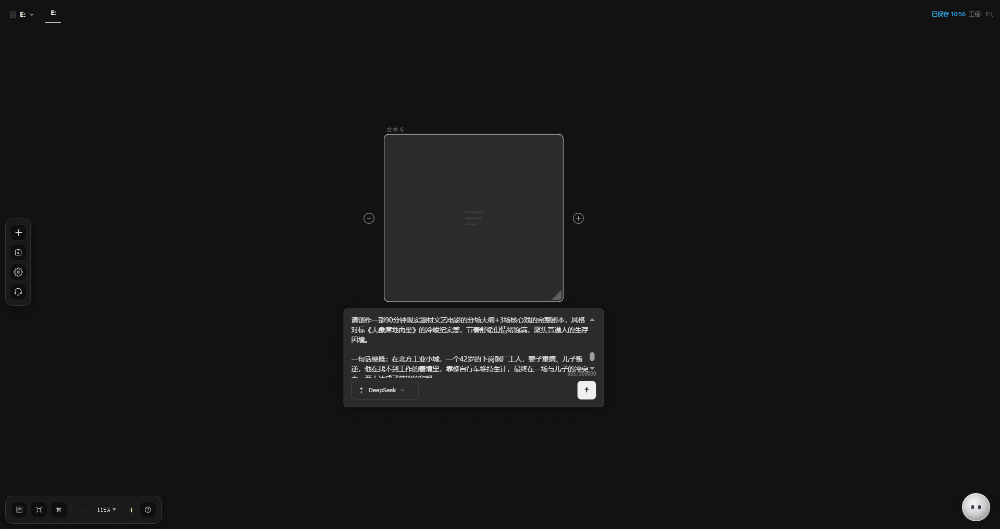 E:
E:
已保存 10:56 工程: E:\
文本 6
请创作一部90分钟现实题材文艺电影的分场大纲+3场核心戏的完整剧本，风格
对标《大象席地而坐》的冷峻纪实感，节奏舒缓但情绪饱满，聚焦普通人的生存
困境。
一句话梗概：在北方工业小城，一个42岁的下岗钢厂工人，妻子重病、儿子叛
逆，他在找不到工作的窘境里，靠修自行车维持生计，最终在一场与儿子的冲突
683/200000
DeepSeek
115%